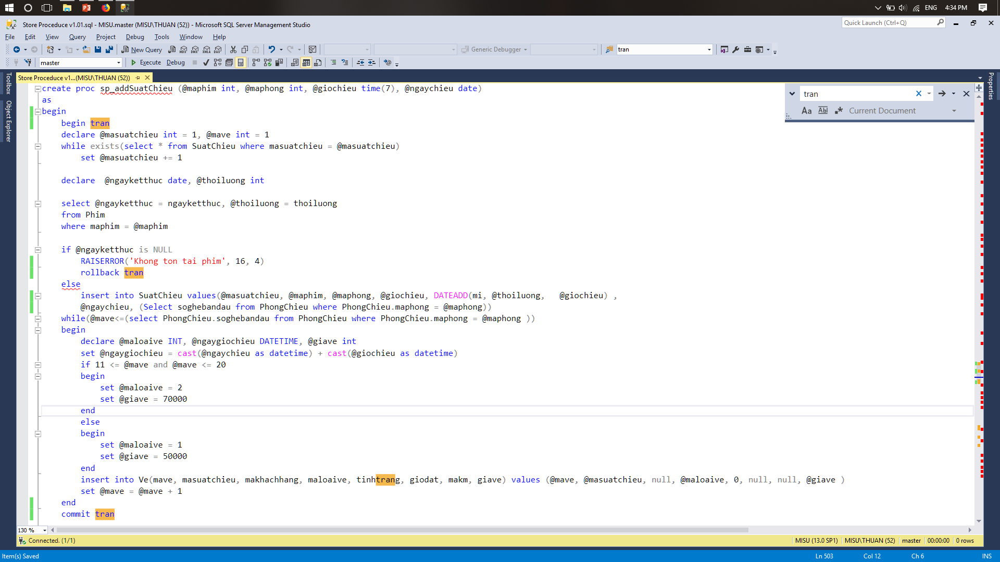 ENG 4:34 PM
Store Proceduce v1.01.sql - MISU.master (MISU\THUAN (52)) - Microsoft SQL Server Management Studio
Quick Launch (Ctrl+Q)
File Edit View Query Project Debug Tools Window Help
New Query MDX DMX XMLA DAX Generic Debugger tran
master Execute Debug
Toolbox
Object Explorer
Properties
Store Proceduce v1...(MISU\THUAN (52))
tran
Aa Ab Current Document
create proc sp_addSuatChieu (@maphim int, @maphong int, @giochieu time(7), @ngaychieu date)
as
begin
begin tran
declare @masuatchieu int = 1, @mave int = 1
while exists(select * from SuatChieu where masuatchieu = @masuatchieu)
set @masuatchieu += 1
declare  @ngayketthuc date, @thoiluong int
select @ngayketthuc = ngayketthuc, @thoiluong = thoiluong
from Phim
where maphim = @maphim
if @ngayketthuc is NULL
RAISERROR('Khong ton tai phim', 16, 4)
rollback tran
else
insert into SuatChieu values(@masuatchieu, @maphim, @maphong, @giochieu, DATEADD(mi, @thoiluong,   @giochieu) ,
@ngaychieu, (Select soghebandau from PhongChieu where PhongChieu.maphong = @maphong))
while(@mave<=(select PhongChieu.soghebandau from PhongChieu where PhongChieu.maphong = @maphong ))
begin
declare @maloaive INT, @ngaygiochieu DATETIME, @giave int
set @ngaygiochieu = cast(@ngaychieu as datetime) + cast(@giochieu as datetime)
if 11 <= @mave and @mave <= 20
begin
set @maloaive = 2
set @giave = 70000
end
else
begin
set @maloaive = 1
set @giave = 50000
end
insert into Ve(mave, masuatchieu, makhachhang, maloaive, tinhtrang, giodat, makm, giave) values (@mave, @masuatchieu, null, @maloaive, 0, null, null, @giave )
set @mave = @mave + 1
end
commit tran
130 %
Connected. (1/1) MISU (13.0 SP1) MISU\THUAN (52) master 00:00:00 0 rows
Item(s) Saved Ln 503 Col 12 Ch 6 INS